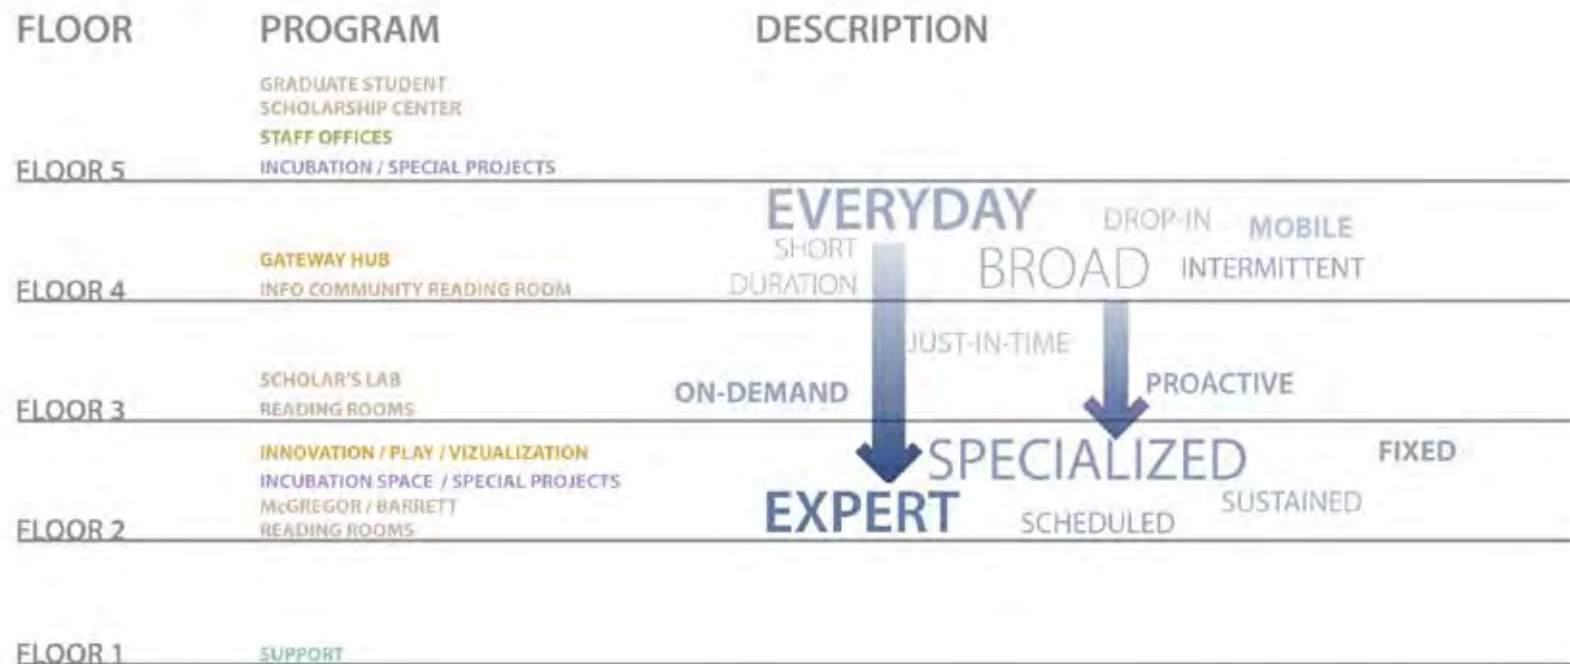 FLOOR PROGRAM DESCRIPTION
GRADUATE STUDENT
SCHOLARSHIP CENTER
STAFF OFFICES
FLOOR 5 INCUBATION / SPECIAL PROJECTS
EVERYDAY DROP-IN MOBILE
SHORT
DURATION
BROAD INTERMITTENT
GATEWAY HUB
FLOOR 4 INFO COMMUNITY READING ROOM
JUST-IN-TIME
SCHOLAR'S LAB ON-DEMAND PROACTIVE
FLOOR 3 READING ROOMS
INNOVATION / PLAY / VIZUALIZATION SPECIALIZED FIXED
INCUBATION SPACE / SPECIAL PROJECTS
McGREGOR / BARRETT EXPERT SCHEDULED SUSTAINED
FLOOR 2 READING ROOMS
FLOOR 1 SUPPORT